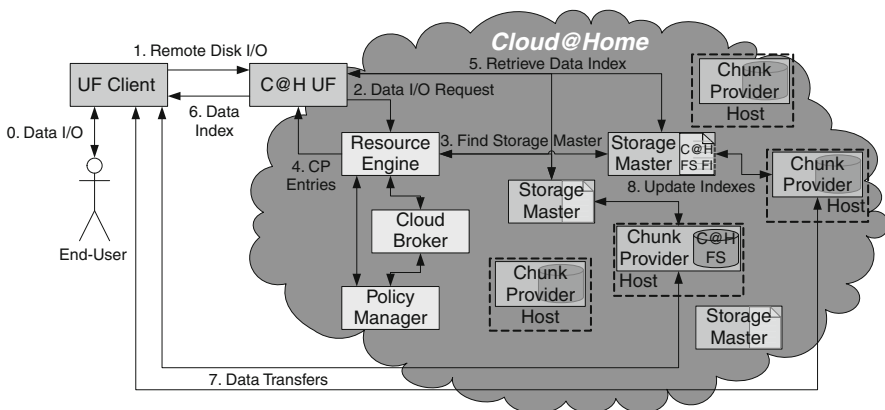 Cloud@Home
1. Remote Disk I/O
UF Client
C@H UF
5. Retrieve Data Index
2. Data I/O Request
6. Data
Index
0. Data I/O
End-User
Chunk
Provider
Host
3. Find Storage Master
Resource
Engine
4. CP
Entries
Storage
Master
C@H
FS FI
Chunk
Provider
Host
8. Update Indexes
Storage
Master
Cloud
Broker
Chunk
Provider
C@H
FS
Host
Policy
Manager
Chunk
Provider
Host
Storage
Master
7. Data Transfers